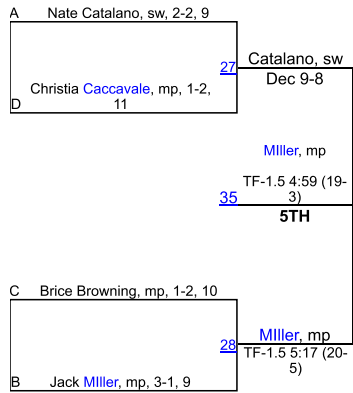 A
Nate Catalano, sw, 2-2, 9
27
Catalano, sw
Dec 9-8
Christia Caccavale, mp, 1-2,
11
D
MIller, mp
TF-1.5 4:59 (19-
3)
35
5TH
C
Brice Browning, mp, 1-2, 10
28
MIller, mp
TF-1.5 5:17 (20-
5)
B
Jack MIller, mp, 3-1, 9